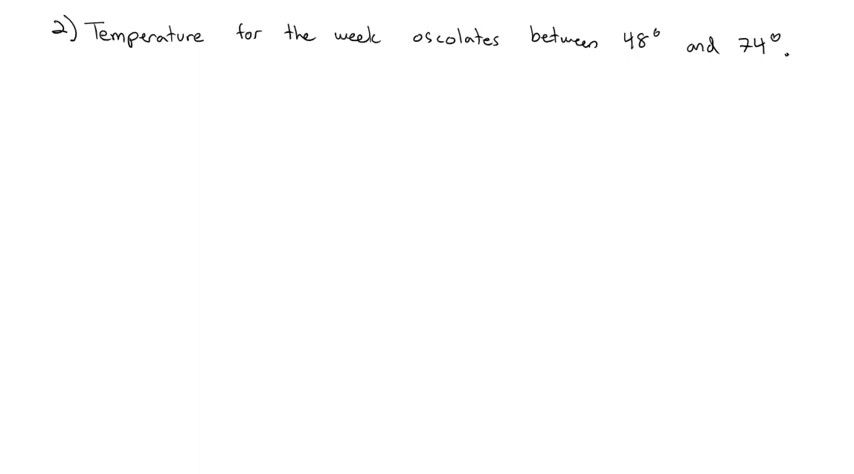 2) Temperature for the week oscolates between 48° and 74°.